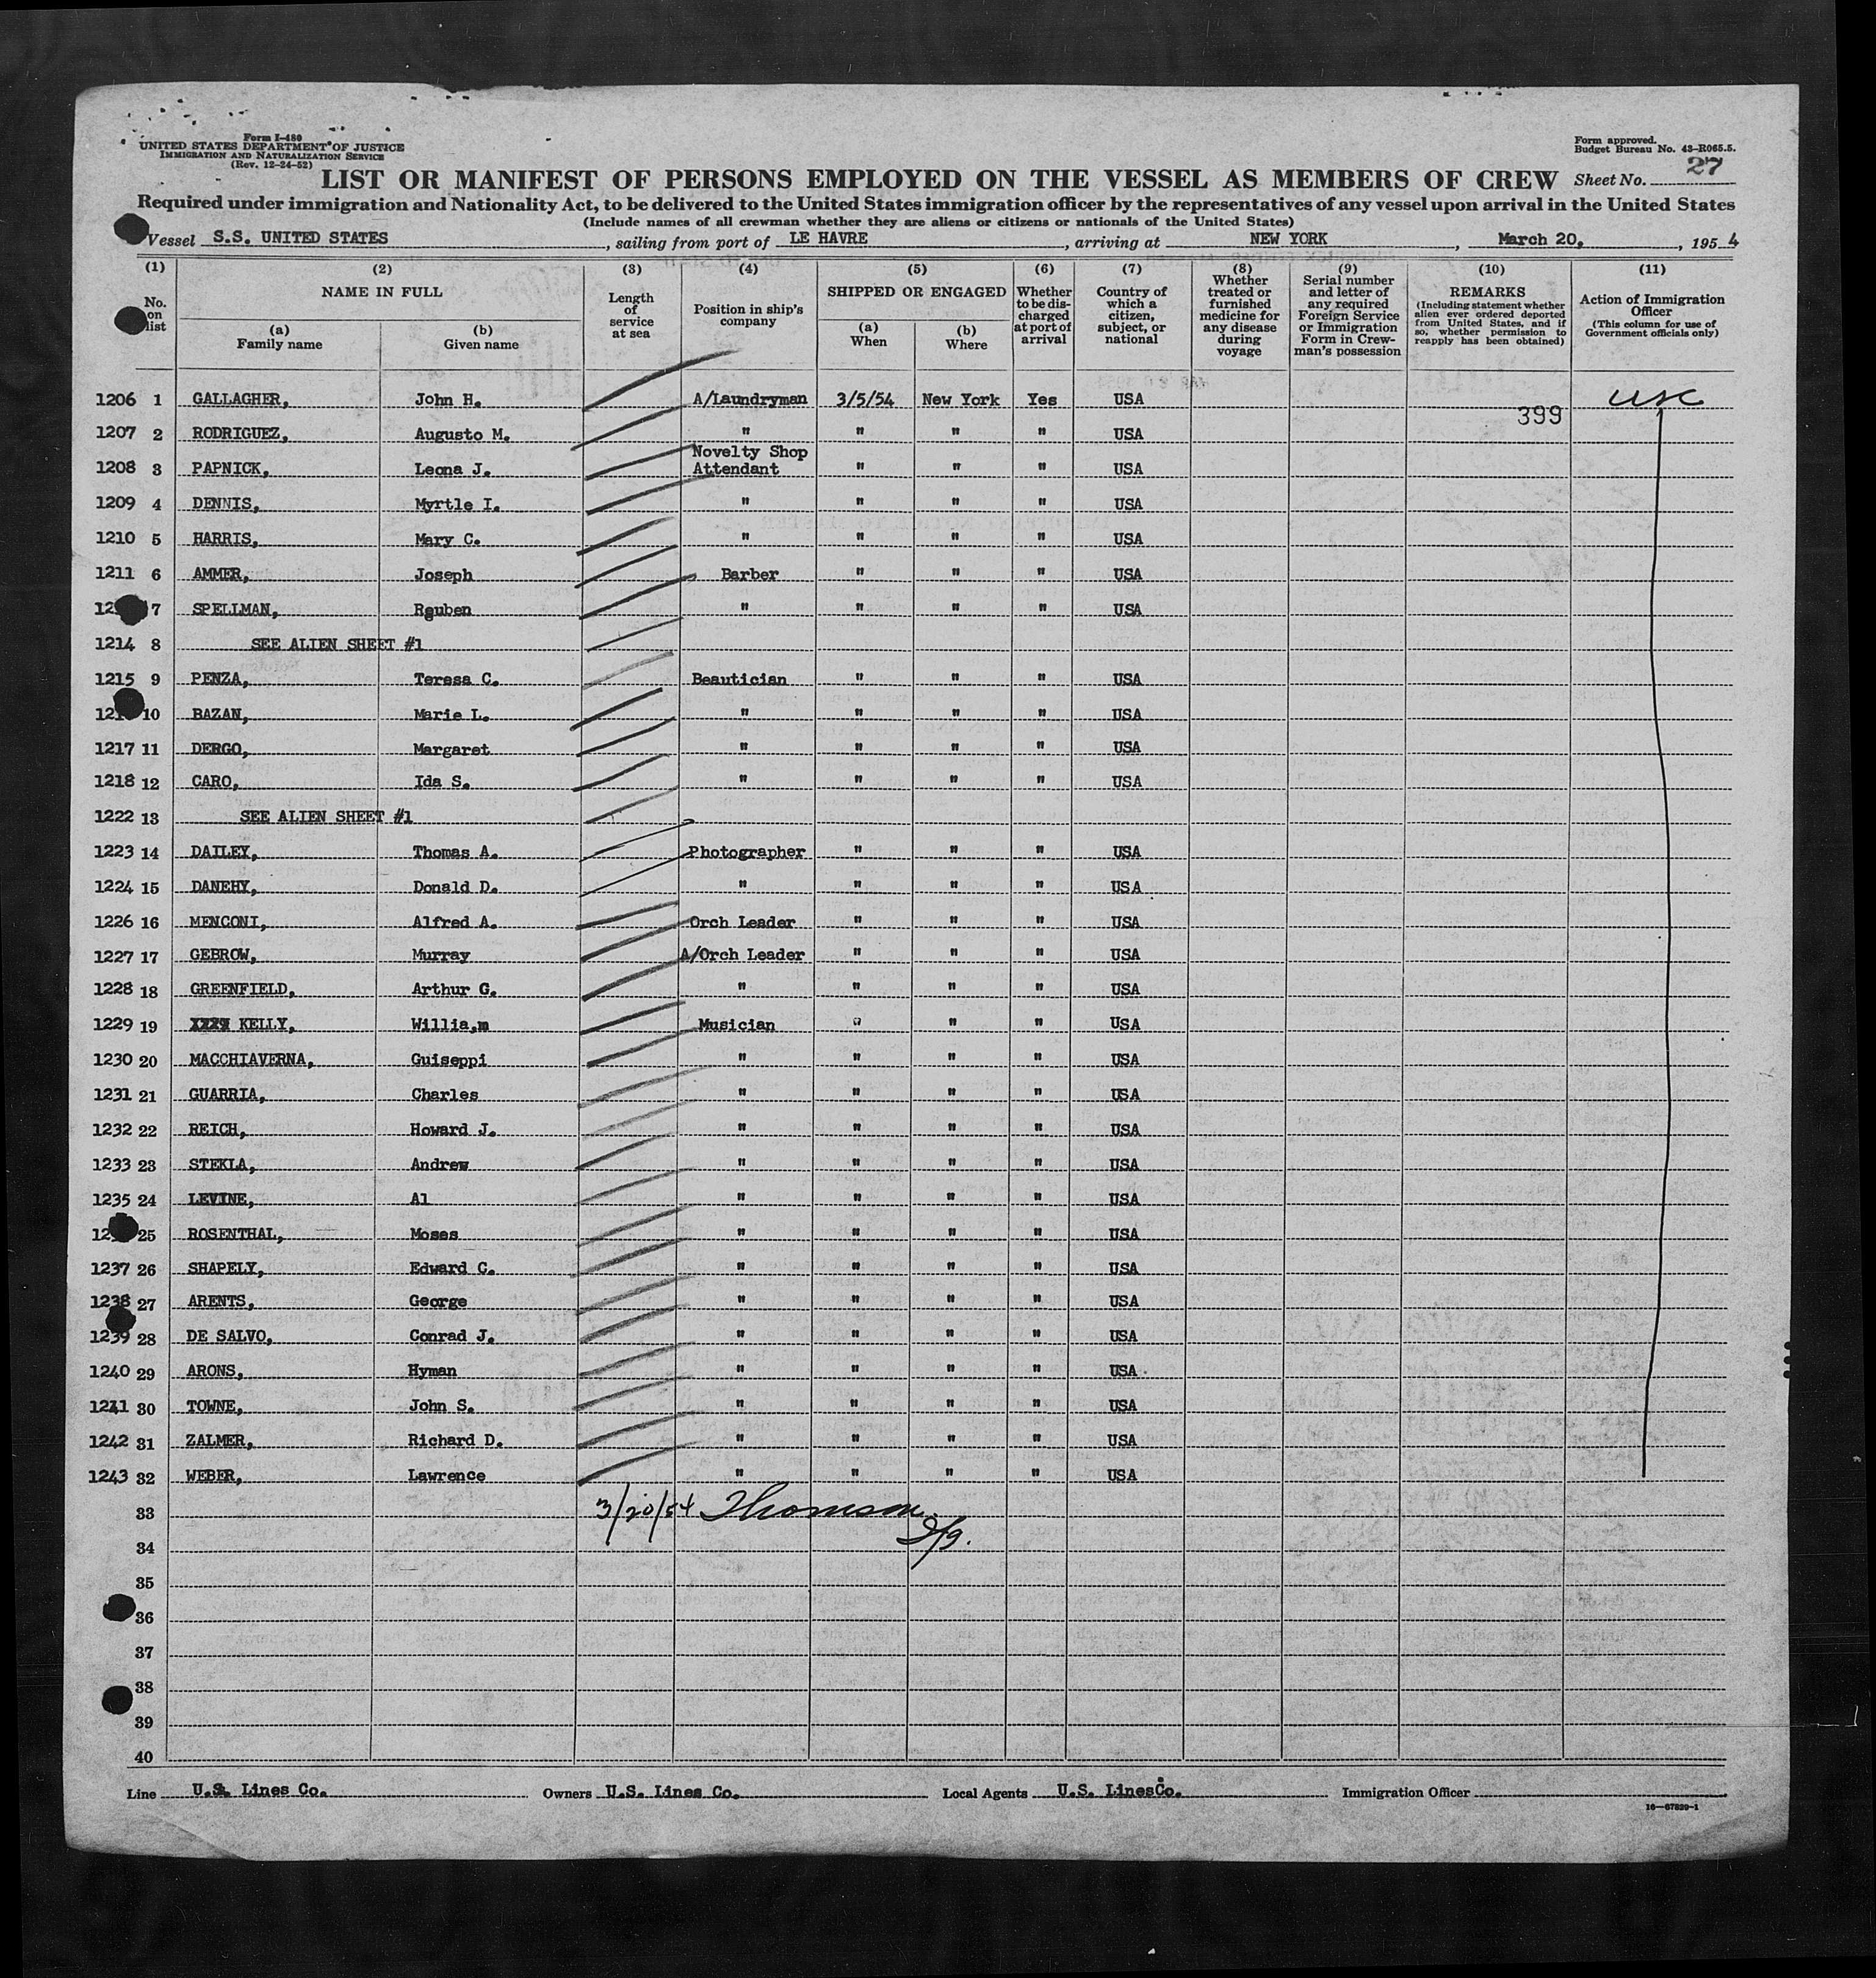 Form I-480
UNITED STATES DEPARTMENT OF JUSTICE
IMMIGRATION AND NATURALIZATION SERVICE
(Rev. 12-24-52)
Form approved.
Budget Bureau No. 43-R065.5.
LIST OR MANIFEST OF PERSONS EMPLOYED ON THE VESSEL AS MEMBERS OF CREW Sheet No. 27
Required under immigration and Nationality Act, to be delivered to the United States immigration officer by the representatives of any vessel upon arrival in the United States
(Include names of all crewman whether they are aliens or citizens or nationals of the United States)
Vessel S.S. UNITED STATES, sailing from port of LE HAVRE, arriving at NEW YORK, March 20, 1954
(1) No. on list
(2) NAME IN FULL
(a) Family name
(b) Given name
(3) Length of service at sea
(4) Position in ship's company
(5) SHIPPED OR ENGAGED
(a) When
(b) Where
(6) Whether to be discharged at port of arrival
(7) Country of which a citizen, subject, or national
(8) Whether treated or furnished medicine for any disease during voyage
(9) Serial number and letter of any required Foreign Service or Immigration Form in Crewman's possession
(10) REMARKS (Including statement whether alien ever ordered deported from United States, and if so, whether permission to reapply has been obtained)
(11) Action of Immigration Officer (This column for use of Government officials only)
1206 1 GALLAGHER, John H. A/Laundryman 3/5/54 New York Yes USA 399 USC
1207 2 RODRIGUEZ, Augusto M. " " " " USA
1208 3 PAPNICK, Leona J. Novelty Shop Attendant " " " USA
1209 4 DENNIS, Myrtle I. " " " " USA
1210 5 HARRIS, Mary C. " " " " USA
1211 6 AMMER, Joseph Barber " " " USA
7 SPELLMAN, Reuben " " " " USA
1214 8 SEE ALIEN SHEET #1
1215 9 PENZA, Teresa C. Beautician " " " USA
10 BAZAN, Marie L. " " " " USA
1217 11 DERGO, Margaret " " " " USA
1218 12 CARO, Ida S. " " " " USA
1222 13 SEE ALIEN SHEET #1
1223 14 DAILEY, Thomas A. Photographer " " " USA
1224 15 DANEHY, Donald D. " " " " USA
1226 16 MENCONI, Alfred A. Orch Leader " " " USA
1227 17 GEBROW, Murray A/Orch Leader " " " USA
1228 18 GREENFIELD, Arthur G. " " " " USA
1229 19 KELLY, Willia,m Musician " " " USA
1230 20 MACCHIAVERNA, Guiseppi " " " " USA
1231 21 GUARRIA, Charles " " " " USA
1232 22 REICH, Howard J. " " " " USA
1233 23 STEKLA, Andrew " " " " USA
1235 24 LEVINE, Al " " " " USA
25 ROSENTHAL, Moses " " " " USA
1237 26 SHAPELY, Edward C. " " " " USA
1238 27 ARENTS, George " " " " USA
1239 28 DE SALVO, Conrad J. " " " " USA
1240 29 ARONS, Hyman " " " " USA
1241 30 TOWNE, John S. " " " " USA
1242 31 ZALMER, Richard D. " " " " USA
1243 32 WEBER, Lawrence " " " " USA
33 3/20/54 Thomson
34
35
36
37
38
39
40
Line U.S. Lines Co. Owners U.S. Lines Co. Local Agents U.S. LinesCo. Immigration Officer
16-67829-1